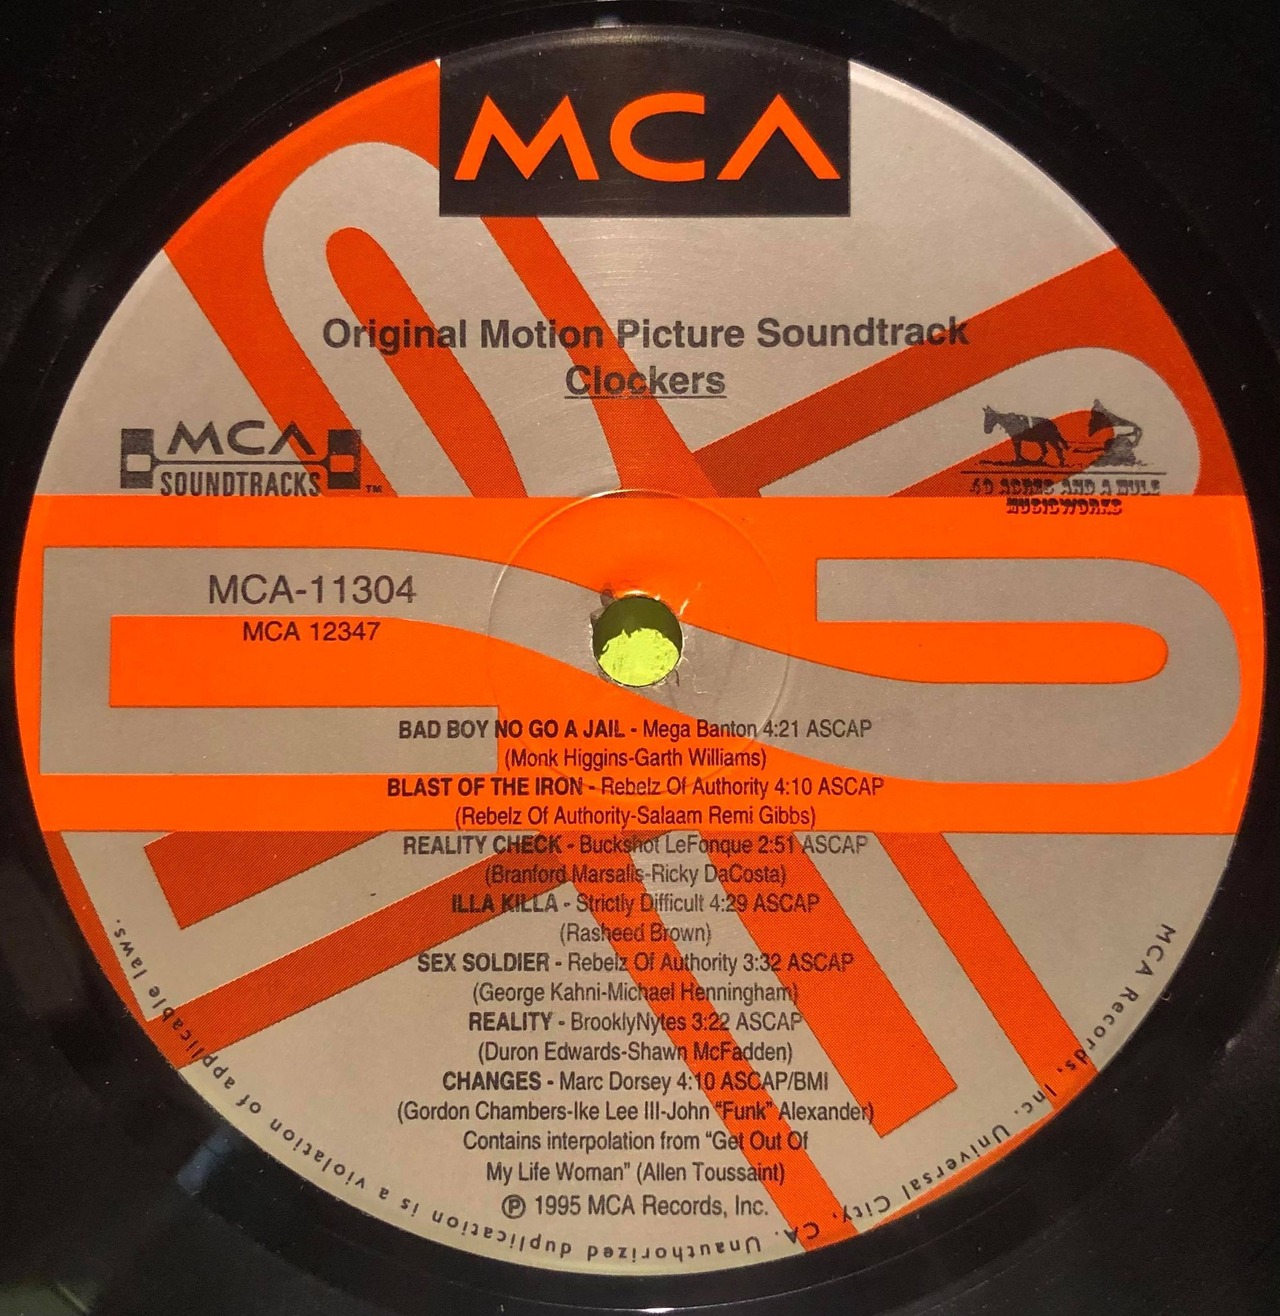 MCA
Original Motion Picture Soundtrack
Clockers
MCA
SOUNDTRACKS ™
40 ACRES AND A MULE
MUSICWORKS
MCA-11304
MCA 12347
BAD BOY NO GO A JAIL - Mega Banton 4:21 ASCAP
(Monk Higgins-Garth Williams)
BLAST OF THE IRON - Rebelz Of Authority 4:10 ASCAP
(Rebelz Of Authority-Salaam Remi Gibbs)
REALITY CHECK - Buckshot LeFonque 2:51 ASCAP
(Branford Marsalis-Ricky DaCosta)
ILLA KILLA - Strictly Difficult 4:29 ASCAP
(Rasheed Brown)
SEX SOLDIER - Rebelz Of Authority 3:32 ASCAP
(George Kahni-Michael Henningham)
REALITY - BrooklyNytes 3:22 ASCAP
(Duron Edwards-Shawn McFadden)
CHANGES - Marc Dorsey 4:10 ASCAP/BMI
(Gordon Chambers-Ike Lee III-John “Funk” Alexander)
Contains interpolation from “Get Out Of
My Life Woman” (Allen Toussaint)
℗ 1995 MCA Records, Inc.
MCA Records, Inc. Universal City, CA. Unauthorized duplication is a violation of applicable laws.